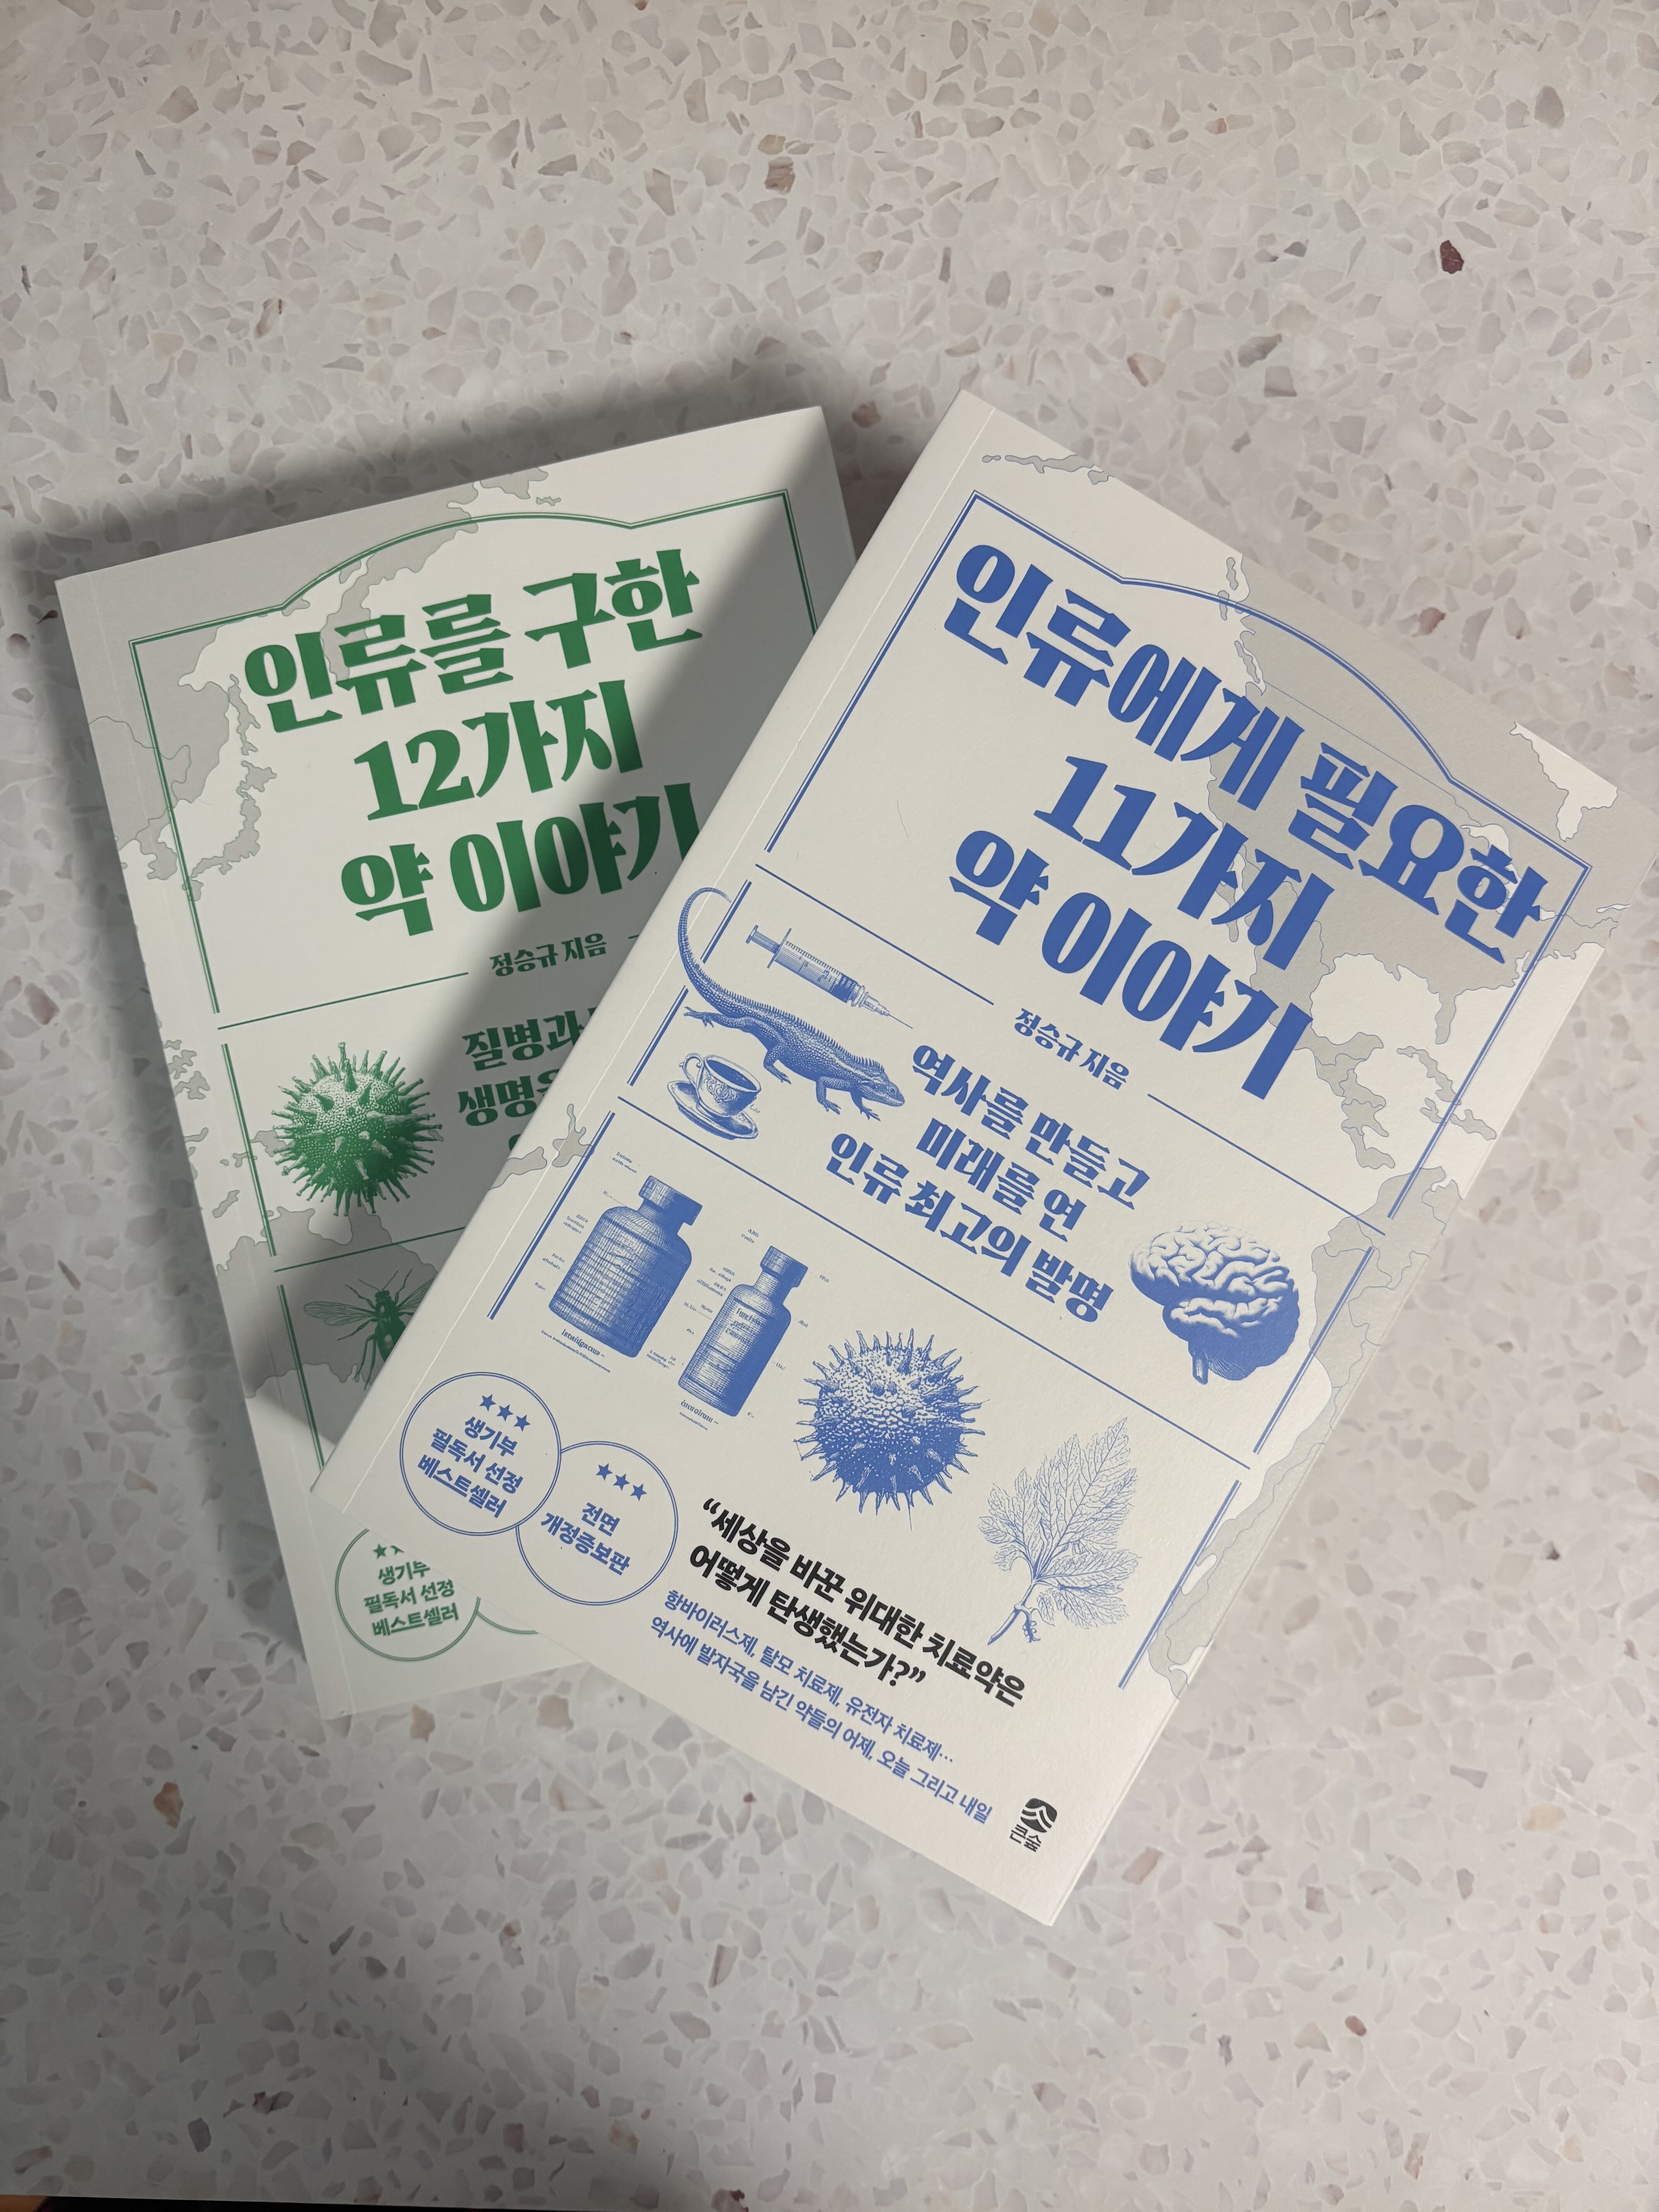 인류를 구한
12가지
약 이야기
정승규 지음
질병과
생명을
생기부
필독서 선정
베스트셀러
인류에게 필요한
11가지
약 이야기
정승규 지음
역사를 만들고
미래를 연
인류 최고의 발명
생기부
필독서 선정
베스트셀러
전면
개정증보판
“세상을 바꾼 위대한 치료약은
어떻게 탄생했는가?”
항바이러스제, 탈모 치료제, 유전자 치료제…
역사에 발자국을 남긴 약들의 어제, 오늘 그리고 내일
큰숲